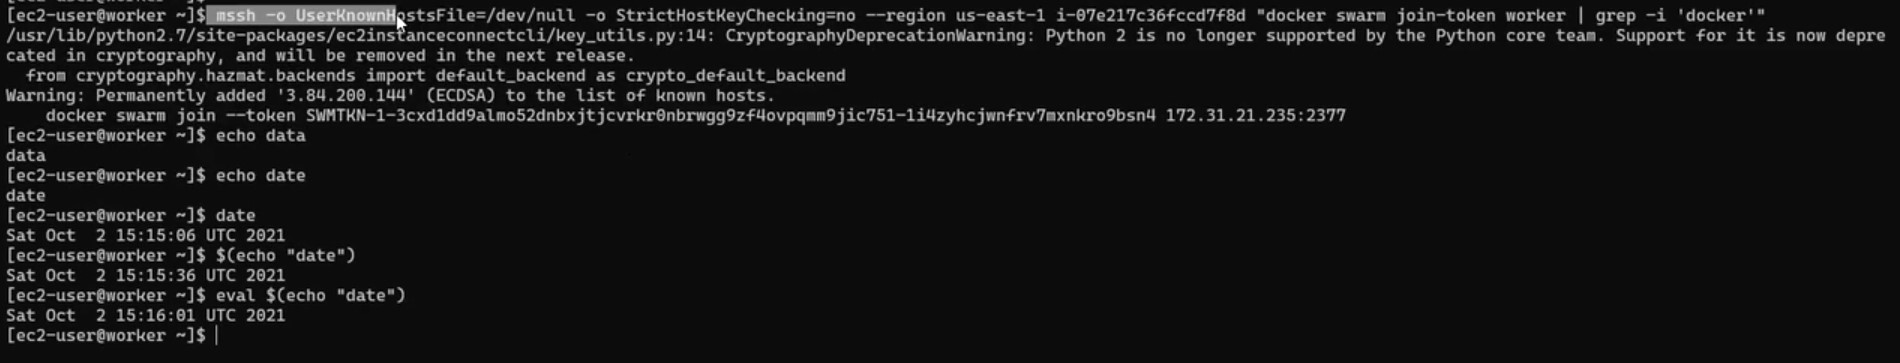 [ec2-user@worker ~]$ mssh -o UserKnownHostsFile=/dev/null -o StrictHostKeyChecking=no --region us-east-1 i-07e217c36fccd7f8d "docker swarm join-token worker | grep -i 'docker'"
/usr/lib/python2.7/site-packages/ec2instanceconnectcli/key_utils.py:14: CryptographyDeprecationWarning: Python 2 is no longer supported by the Python core team. Support for it is now depre
cated in cryptography, and will be removed in the next release.
  from cryptography.hazmat.backends import default_backend as crypto_default_backend
Warning: Permanently added '3.84.200.144' (ECDSA) to the list of known hosts.
    docker swarm join --token SWMTKN-1-3cxd1dd9almo52dnbxjtjcvrkr0nbrwgg9zf4ovpqmm9jic751-1i4zyhcjwnfrv7mxnkro9bsn4 172.31.21.235:2377
[ec2-user@worker ~]$ echo data
data
[ec2-user@worker ~]$ echo date
date
[ec2-user@worker ~]$ date
Sat Oct  2 15:15:06 UTC 2021
[ec2-user@worker ~]$ $(echo "date")
Sat Oct  2 15:15:36 UTC 2021
[ec2-user@worker ~]$ eval $(echo "date")
Sat Oct  2 15:16:01 UTC 2021
[ec2-user@worker ~]$